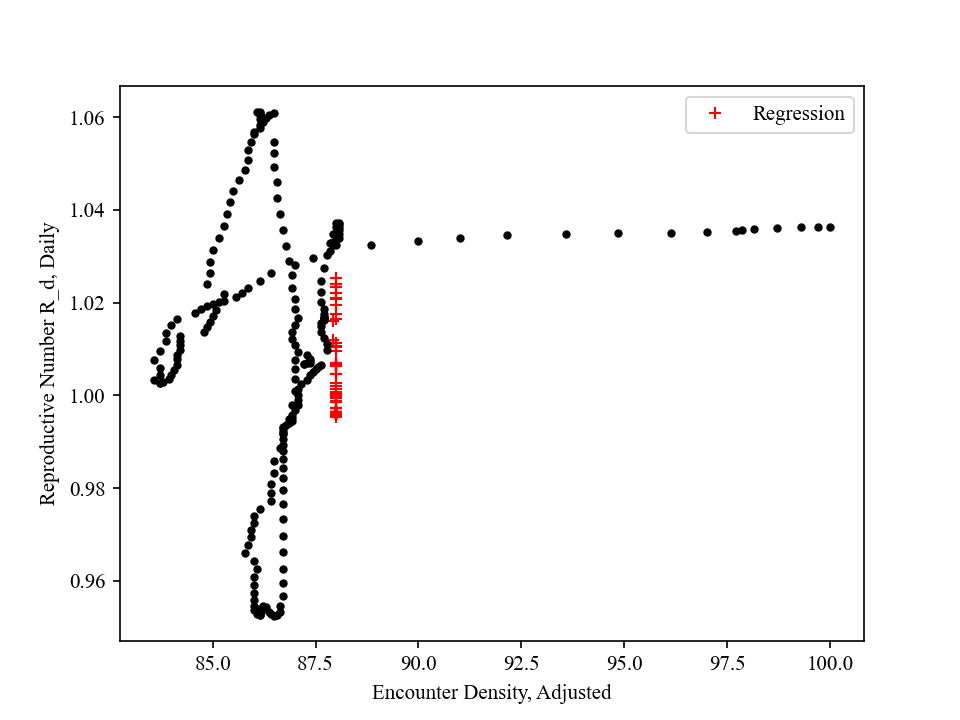 Regression
1.06
1.04
1.02
1.00
0.98
0.96
Reproductive Number R_d, Daily
85.0 87.5 90.0 92.5 95.0 97.5 100.0
Encounter Density, Adjusted